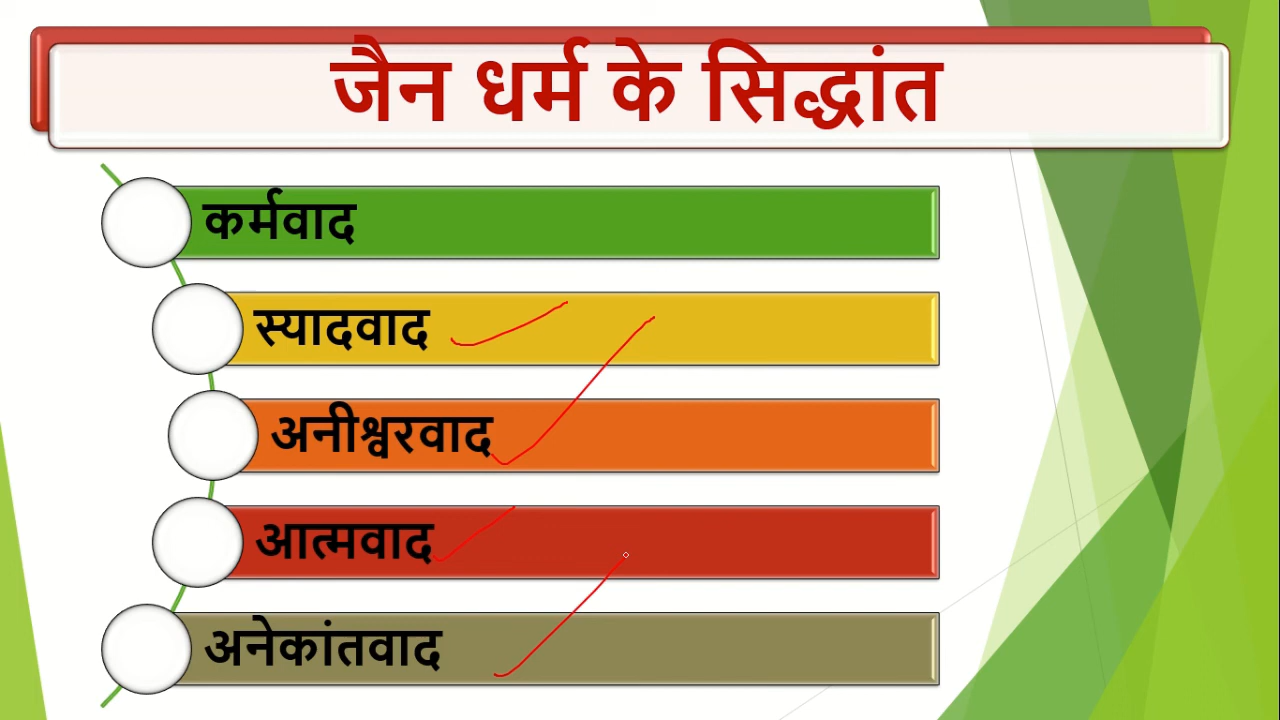 जैन धर्म के सिद्धांत
कर्मवाद
स्यादवाद
अनीश्वरवाद
आत्मवाद
अनेकांतवाद